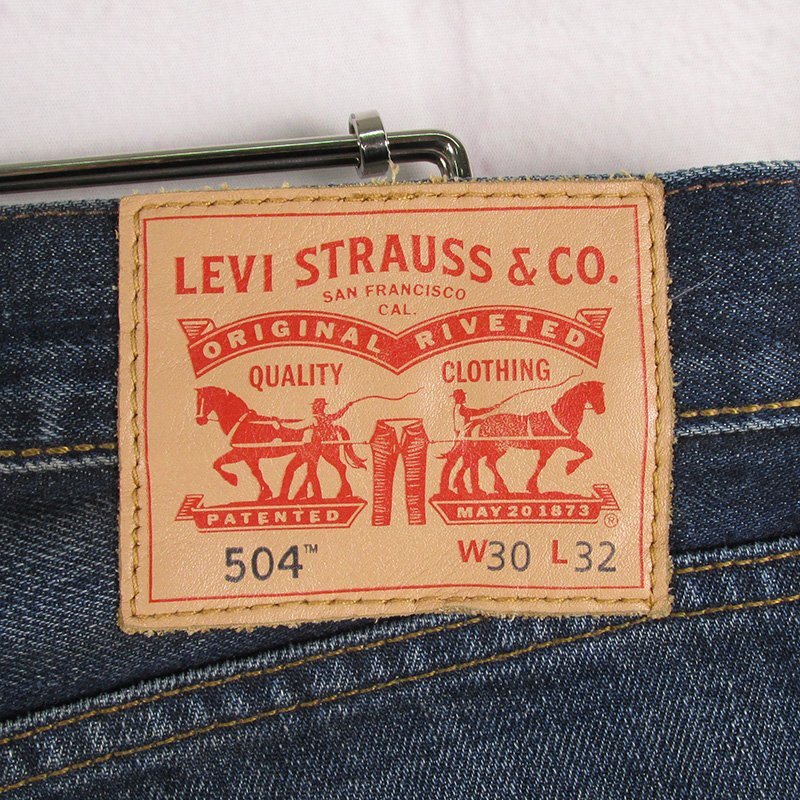 LEVI STRAUSS & CO.
SAN FRANCISCO
CAL.
ORIGINAL RIVETED
QUALITY CLOTHING
PATENTED MAY 20 1873 ®
504™ W30 L32